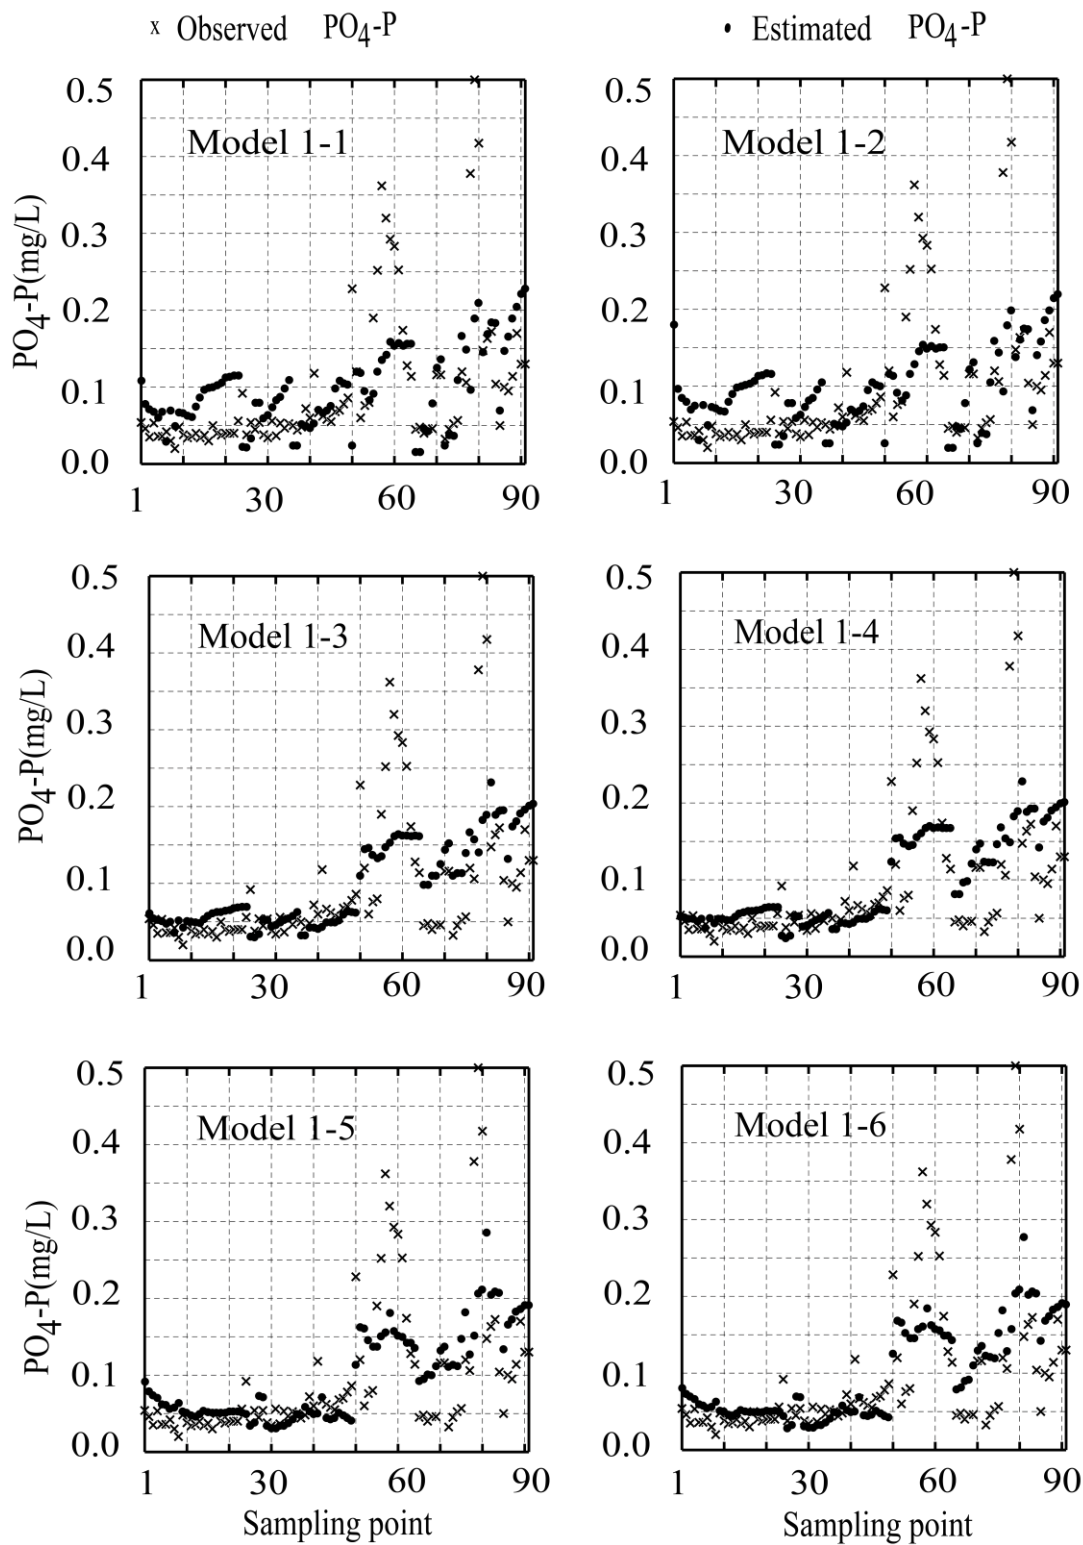 x Observed PO4-P • Estimated PO4-P
0.5
0.4
0.3
0.2
0.1
0.0
PO4-P(mg/L)
Model 1-1
1 30 60 90
0.5
0.4
0.3
0.2
0.1
0.0
Model 1-2
1 30 60 90
0.5
0.4
0.3
0.2
0.1
0.0
PO4-P(mg/L)
Model 1-3
1 30 60 90
0.5
0.4
0.3
0.2
0.1
0.0
Model 1-4
1 30 60 90
0.5
0.4
0.3
0.2
0.1
0.0
PO4-P(mg/L)
Model 1-5
1 30 60 90
Sampling point
0.5
0.4
0.3
0.2
0.1
0.0
Model 1-6
1 30 60 90
Sampling point